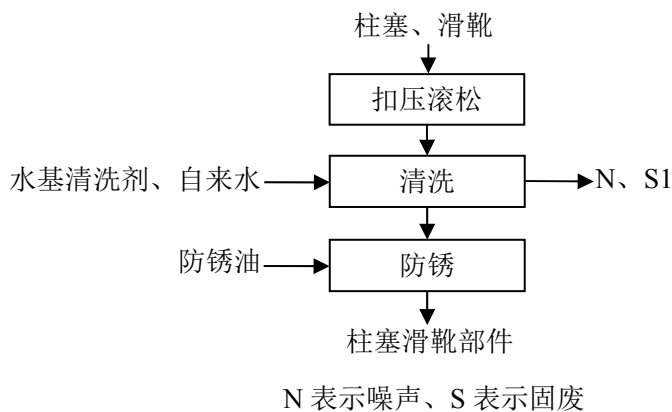 柱塞、滑靴
扣压滚松
水基清洗剂、自来水
清洗
N、S1
防锈油
防锈
柱塞滑靴部件
N 表示噪声、S 表示固废